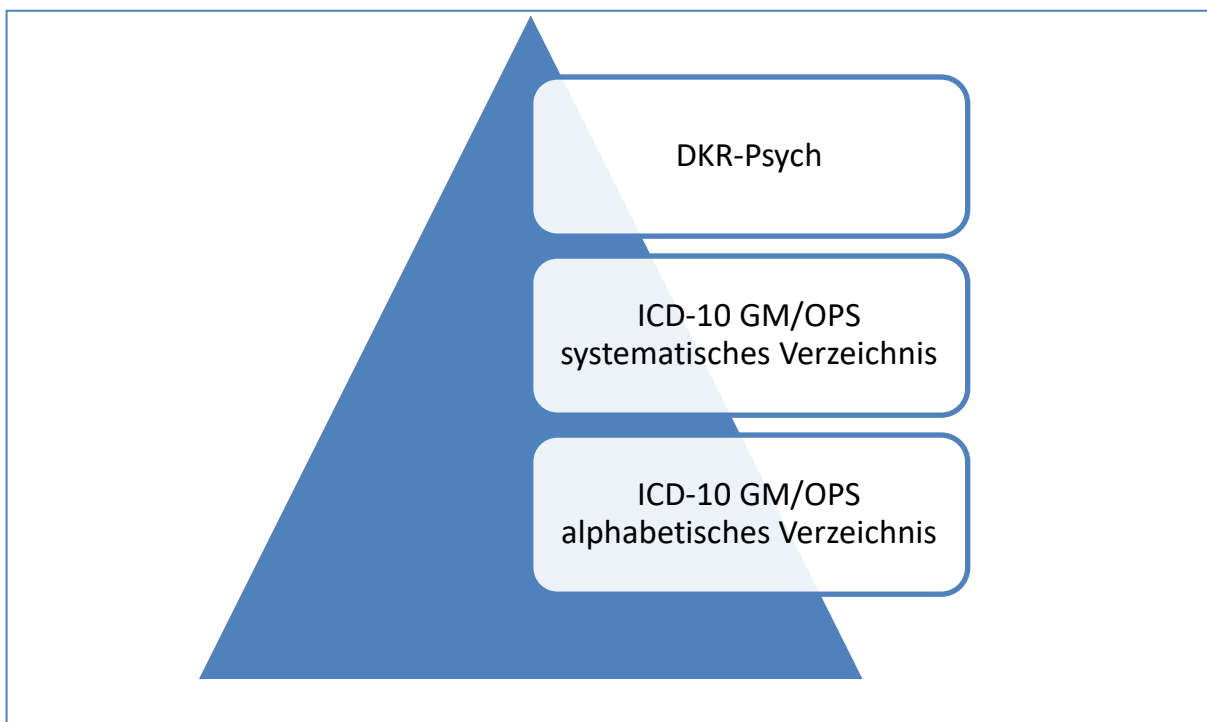 DKR-Psych
ICD-10 GM/OPS
systematisches Verzeichnis
ICD-10 GM/OPS
alphabetisches Verzeichnis